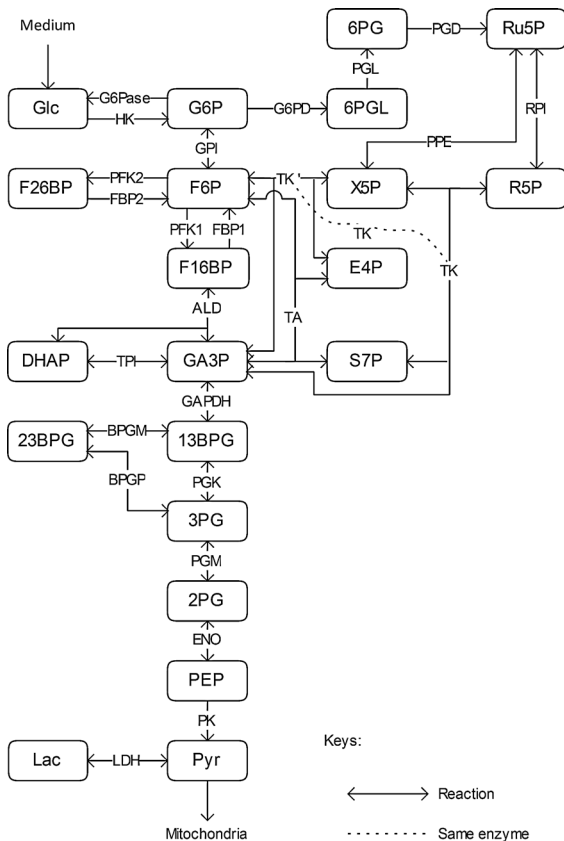 Medium
6PG
PGD
Ru5P
PGL
Glc
G6Pase
HK
G6P
G6PD
6PGL
RPI
GPI
PPE
F26BP
PFK2
FBP2
F6P
TK'
X5P
R5P
PFK1
FBP1
TK
TK
F16BP
E4P
ALD
TA
DHAP
TPI
GA3P
S7P
GAPDH
23BPG
BPGM
13BPG
BPGP
PGK
3PG
PGM
2PG
ENO
PEP
PK
Keys:
Lac
LDH
Pyr
Reaction
Mitochondria
Same enzyme